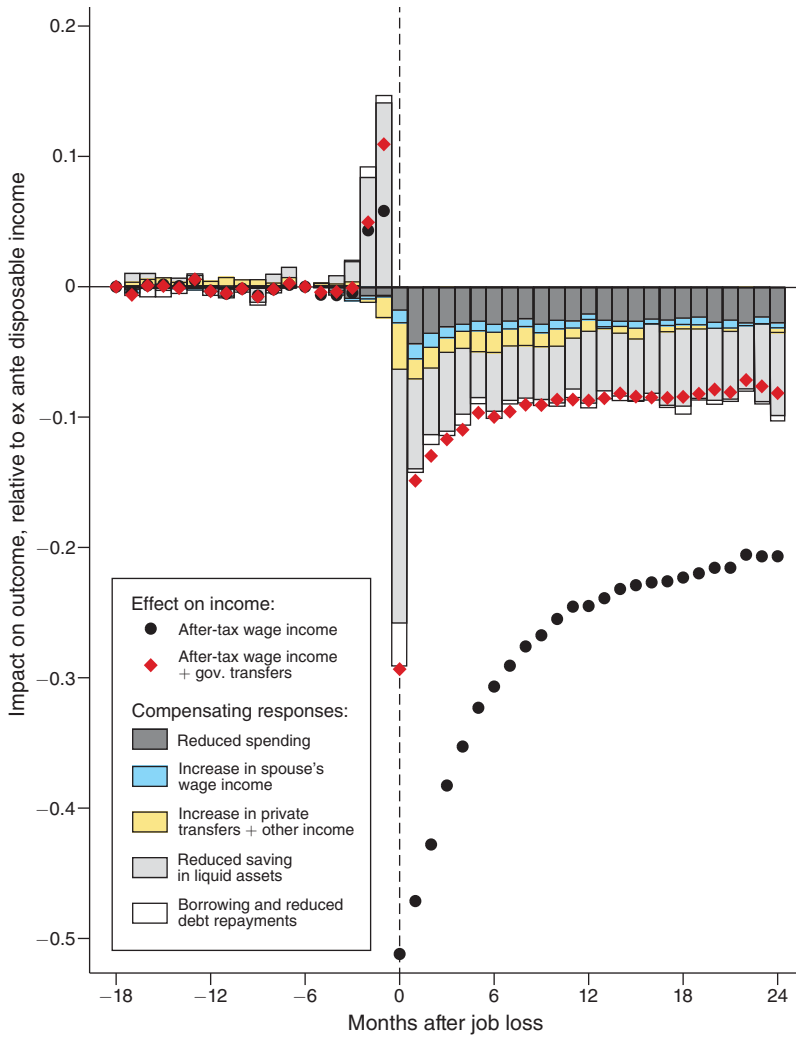 Impact on outcome, relative to ex ante disposable income
0.2
0.1
0
−0.1
−0.2
−0.3
−0.4
−0.5
Effect on income:
After-tax wage income
After-tax wage income
+ gov. transfers
Compensating responses:
Reduced spending
Increase in spouse's
wage income
Increase in private
transfers + other income
Reduced saving
in liquid assets
Borrowing and reduced
debt repayments
−18 −12 −6 0 6 12 18 24
Months after job loss